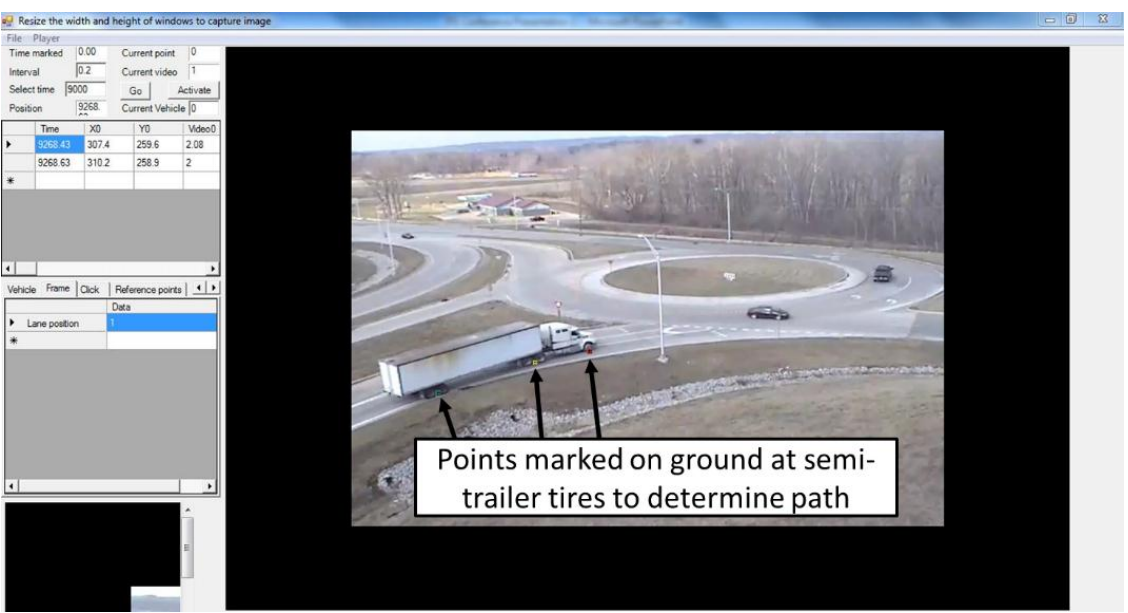 Resize the width and height of windows to capture image
File Player
Time marked 0.00 Current point 0
Interval 0.2 Current video 1
Select time 9000 Go Activate
Position 9268. Current Vehicle 0
Time X0 Y0 Video0
9268.43 307.4 259.6 2.08
9268.63 310.2 258.9 2
Vehicle Frame Click Reference points
Data
Lane position 1
Points marked on ground at semi-
trailer tires to determine path